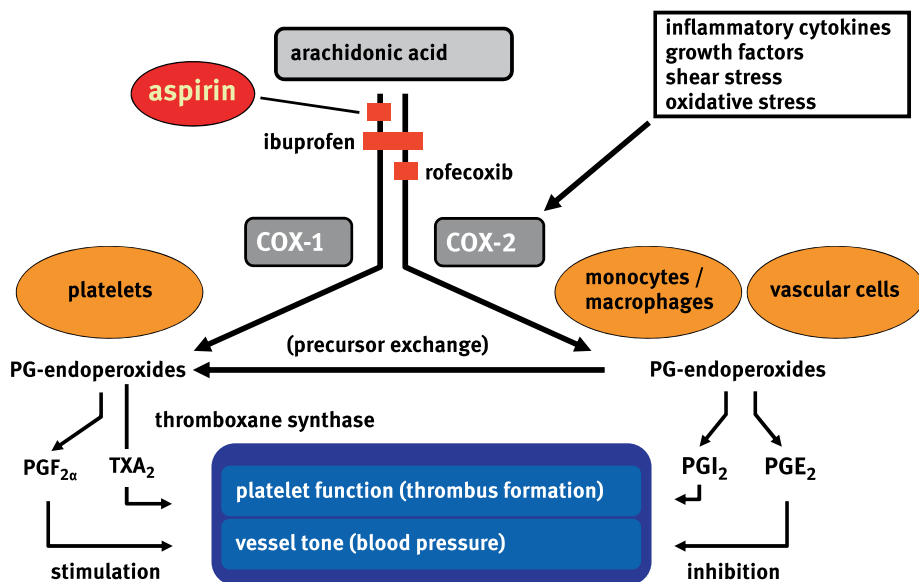 arachidonic acid
inflammatory cytokines
growth factors
shear stress
oxidative stress
aspirin
ibuprofen
rofecoxib
COX-1
COX-2
platelets
monocytes /
macrophages
vascular cells
(precursor exchange)
PG-endoperoxides
PG-endoperoxides
thromboxane synthase
PGF₂α
TXA₂
PGI₂
PGE₂
platelet function (thrombus formation)
vessel tone (blood pressure)
stimulation
inhibition